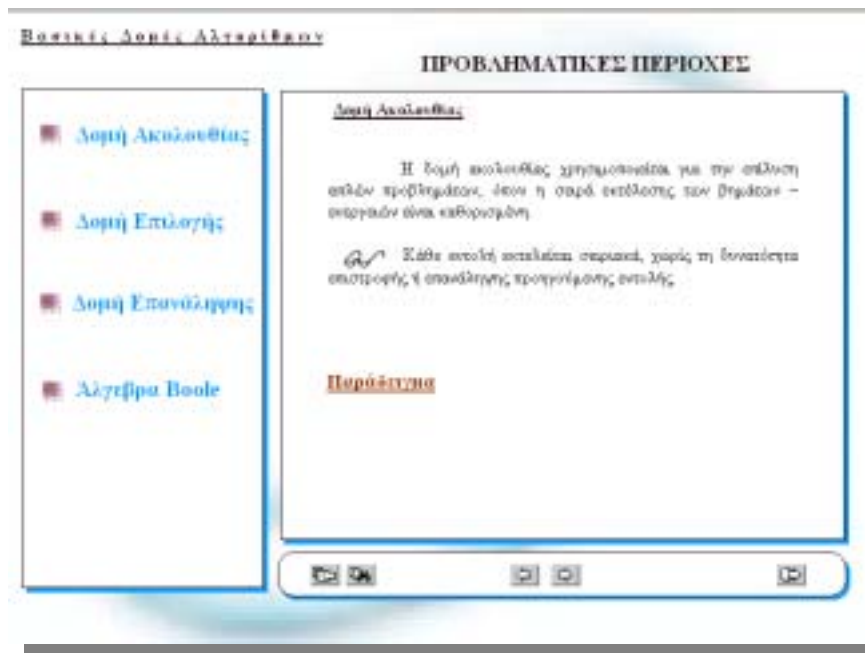 Βασικές Δομές Αλγορίθμων
ΠΡΟΒΛΗΜΑΤΙΚΕΣ ΠΕΡΙΟΧΕΣ
Δομή Ακολουθίας
Δομή Επιλογής
Δομή Επανάληψης
Άλγεβρα Boole
Δομή Ακολουθίας
Η δομή ακολουθίας χρησιμοποιείται για την επίλυση
απλών προβλημάτων, όπου η σειρά εκτέλεσης των βημάτων –
ενεργειών είναι καθορισμένη.
Κάθε εντολή εκτελείται σειριακά, χωρίς τη δυνατότητα
επιστροφής ή επανάληψης προηγούμενης εντολής.
Παράδειγμα